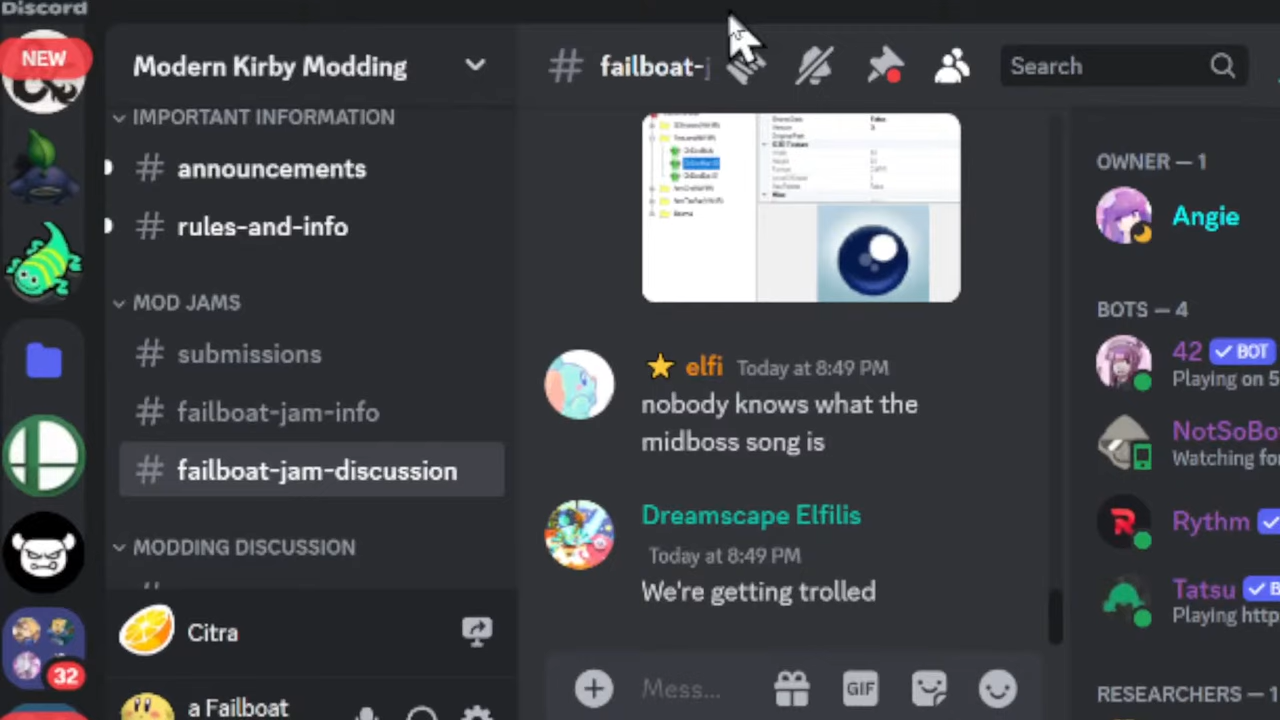 Discord
NEW
Modern Kirby Modding
IMPORTANT INFORMATION
# announcements
# rules-and-info
MOD JAMS
# submissions
# failboat-jam-info
# failboat-jam-discussion
MODDING DISCUSSION
32
Citra
a Failboat
# failboat-j
Search
elfi Today at 8:49 PM
nobody knows what the
midboss song is
Dreamscape Elfilis
Today at 8:49 PM
We're getting trolled
Mess...
GIF
OWNER — 1
Angie
BOTS — 4
42 ✓ BOT
Playing on 5
NotSoBo
Watching for
Rythm
Tatsu ✓ B
Playing http
RESEARCHERS — 1